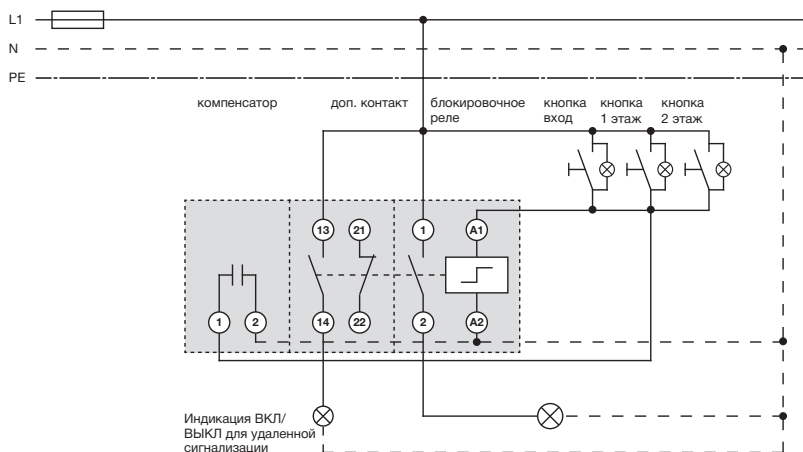 L1
N
PE
компенсатор
доп. контакт
блокировочное
реле
кнопка
вход
кнопка
1 этаж
кнопка
2 этаж
13
21
1
A1
1
2
14
22
2
A2
Индикация ВКЛ/
ВЫКЛ для удаленной
сигнализации